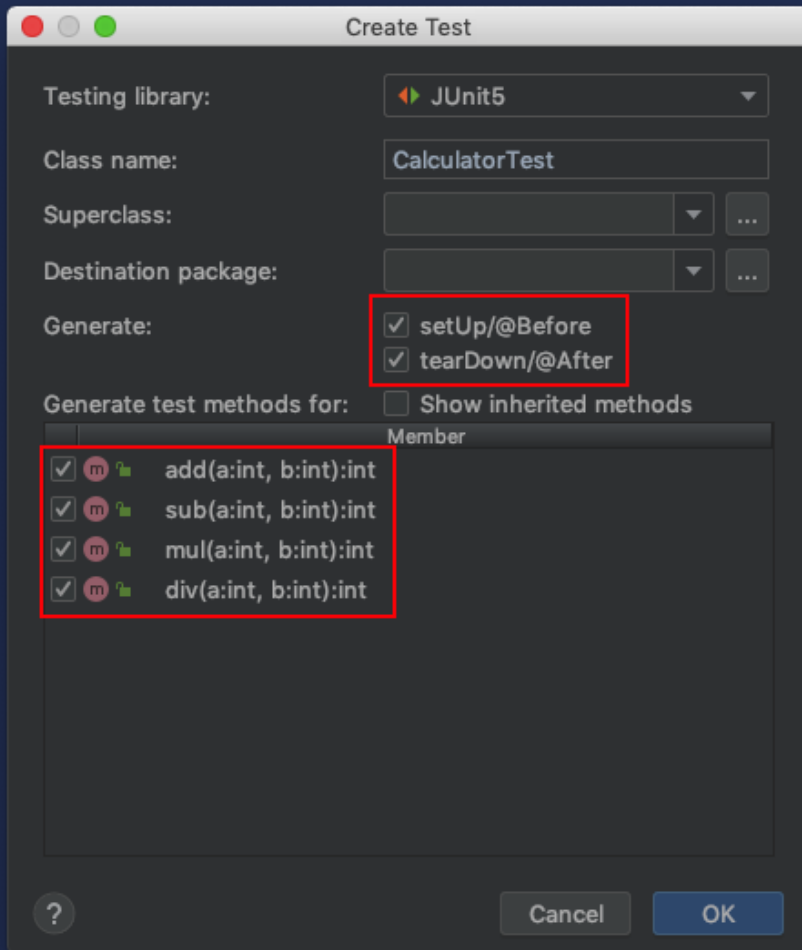 Create Test
Testing library: JUnit5
Class name: CalculatorTest
Superclass: ...
Destination package: ...
Generate: setUp/@Before
tearDown/@After
Generate test methods for: Show inherited methods
Member
m add(a:int, b:int):int
m sub(a:int, b:int):int
m mul(a:int, b:int):int
m div(a:int, b:int):int
? Cancel OK